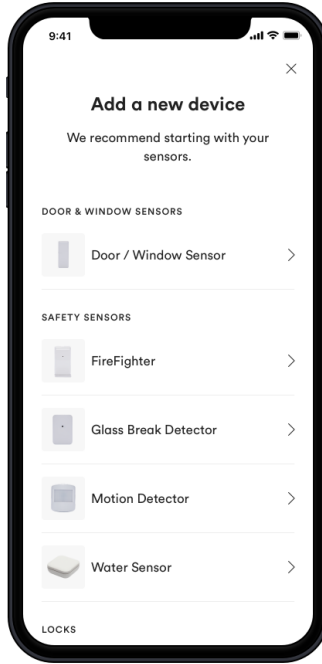 9:41
Add a new device
We recommend starting with your
sensors.
DOOR & WINDOW SENSORS
Door / Window Sensor
SAFETY SENSORS
FireFighter
Glass Break Detector
Motion Detector
Water Sensor
LOCKS